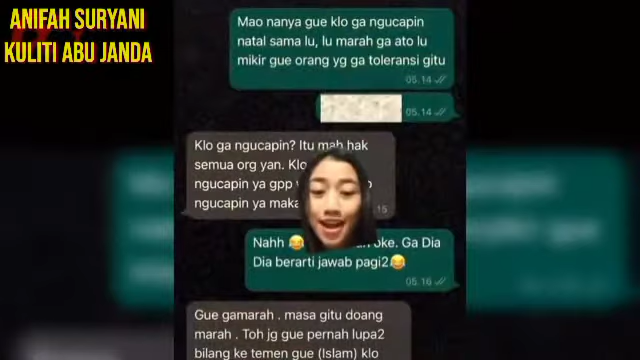 ANIFAH SURYANI
KULITI ABU JANDA
Mao nanya gue klo ga ngucapin
natal sama lu, lu marah ga ato lu
mikir gue orang yg ga toleransi gitu
05.14
05.14
Klo ga ngucapin? Itu mah hak
semua org yan. Klo
ngucapin ya gpp
ngucapin ya maka
15
Nahh 😂 oke. Ga Dia
Dia berarti jawab pagi2😂
05.16
Gue gamarah . masa gitu doang
marah . Toh jg gue pernah lupa2
bilang ke temen gue (Islam) klo